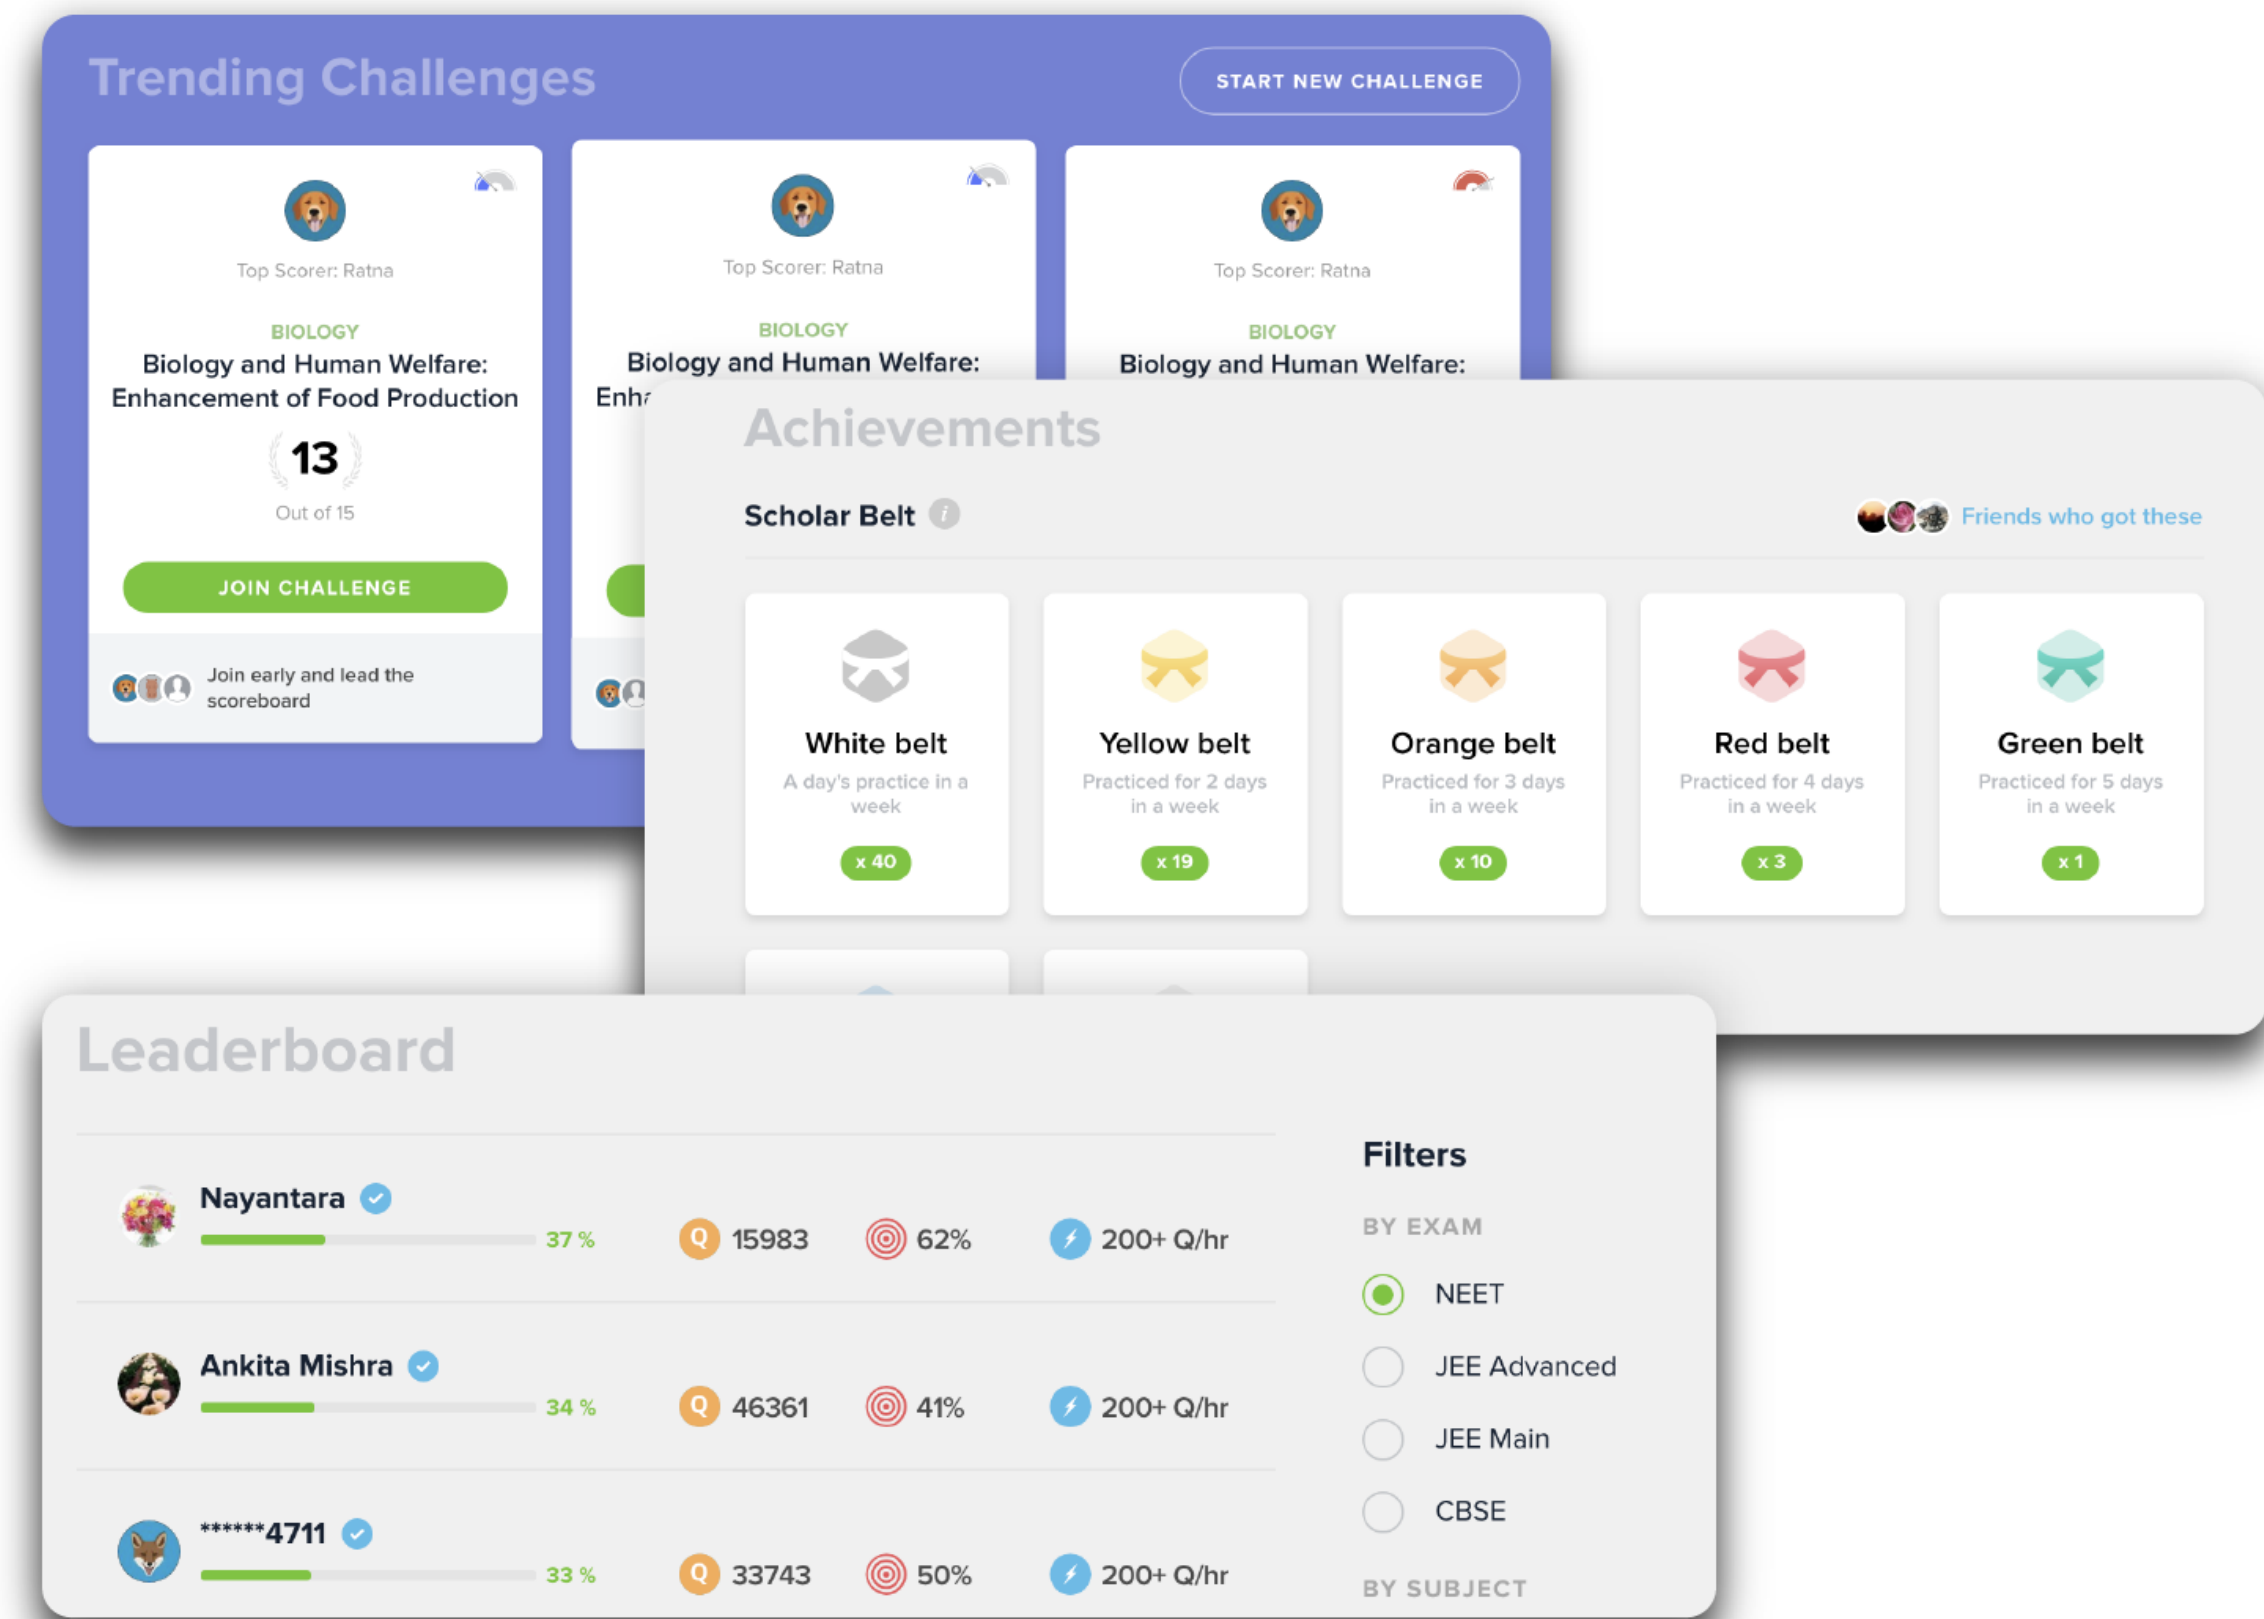 Trending Challenges
START NEW CHALLENGE
Top Scorer: Ratna
BIOLOGY
Biology and Human Welfare:
Enhancement of Food Production
13
Out of 15
JOIN CHALLENGE
Join early and lead the
scoreboard
Top Scorer: Ratna
BIOLOGY
Biology and Human Welfare:
Top Scorer: Ratna
BIOLOGY
Biology and Human Welfare:
Achievements
Scholar Belt i
Friends who got these
White belt
A day's practice in a
week
x 40
Yellow belt
Practiced for 2 days
in a week
x 19
Orange belt
Practiced for 3 days
in a week
x 10
Red belt
Practiced for 4 days
in a week
x 3
Green belt
Practiced for 5 days
in a week
x 1
Leaderboard
Nayantara
37 %
Q 15983
62%
200+ Q/hr
Ankita Mishra
34 %
Q 46361
41%
200+ Q/hr
******4711
33 %
Q 33743
50%
200+ Q/hr
Filters
BY EXAM
NEET
JEE Advanced
JEE Main
CBSE
BY SUBJECT